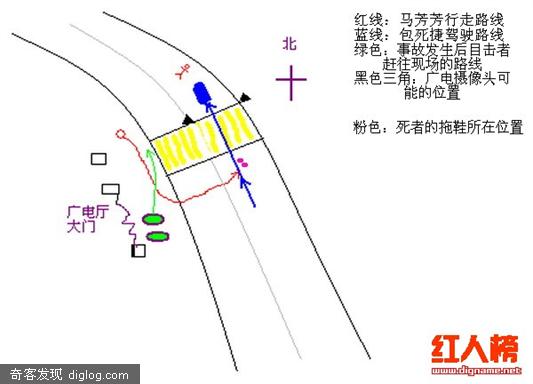 红线：马芳芳行走路线
蓝线：包死捷驾驶路线
绿色：事故发生后目击者
赶往现场的路线
黑色三角：广电摄像头可
能的位置
北
粉色：死者的拖鞋所在位置
广电厅
大门
红人榜
www.digname.net
奇客发现 diglog.com